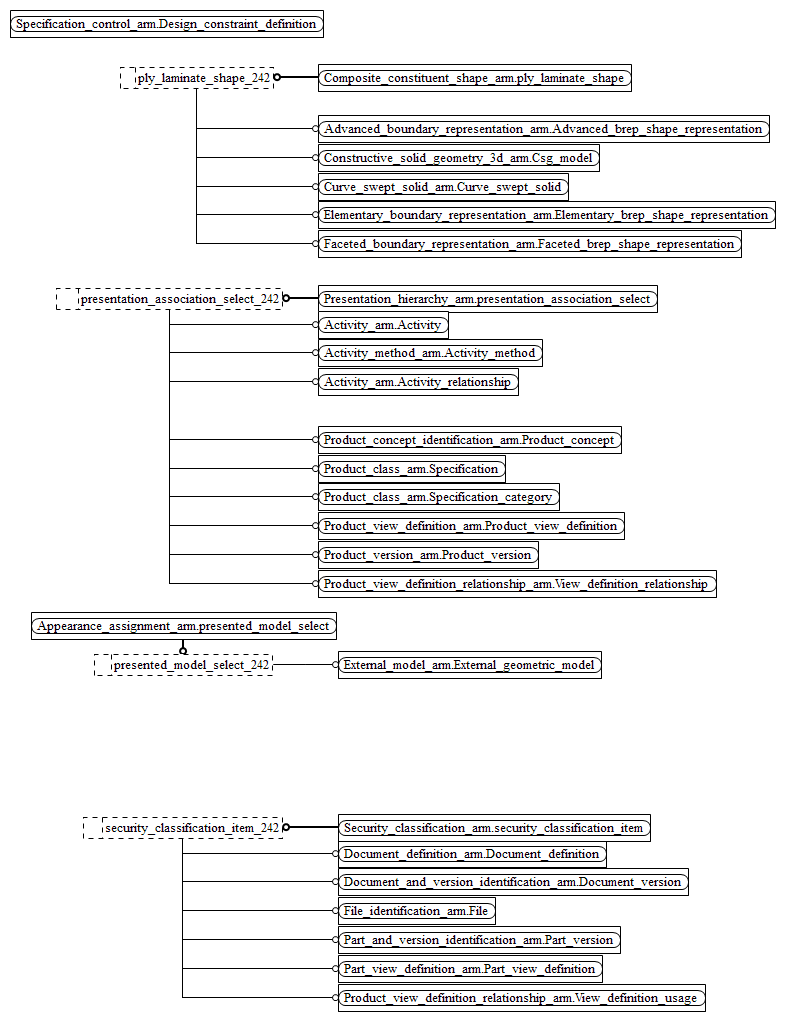 Specification_control_arm.Design_constraint_definition
ply_laminate_shape_242
Composite_constituent_shape_arm.ply_laminate_shape
Advanced_boundary_representation_arm.Advanced_brep_shape_representation
Constructive_solid_geometry_3d_arm.Csg_model
Curve_swept_solid_arm.Curve_swept_solid
Elementary_boundary_representation_arm.Elementary_brep_shape_representation
Faceted_boundary_representation_arm.Faceted_brep_shape_representation
presentation_association_select_242
Presentation_hierarchy_arm.presentation_association_select
Activity_arm.Activity
Activity_method_arm.Activity_method
Activity_arm.Activity_relationship
Product_concept_identification_arm.Product_concept
Product_class_arm.Specification
Product_class_arm.Specification_category
Product_view_definition_arm.Product_view_definition
Product_version_arm.Product_version
Product_view_definition_relationship_arm.View_definition_relationship
Appearance_assignment_arm.presented_model_select
presented_model_select_242
External_model_arm.External_geometric_model
security_classification_item_242
Security_classification_arm.security_classification_item
Document_definition_arm.Document_definition
Document_and_version_identification_arm.Document_version
File_identification_arm.File
Part_and_version_identification_arm.Part_version
Part_view_definition_arm.Part_view_definition
Product_view_definition_relationship_arm.View_definition_usage